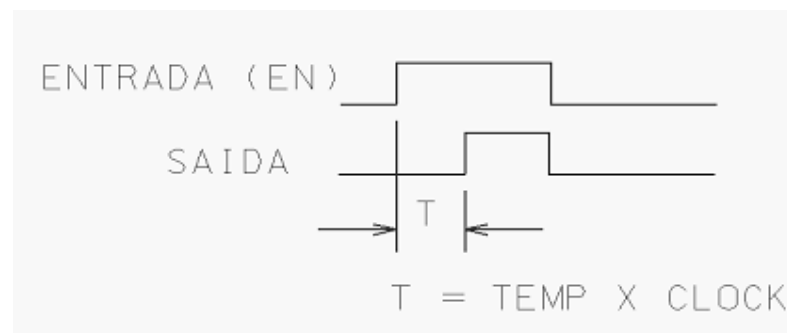 ENTRADA (EN)
SAIDA
T
T = TEMP X CLOCK